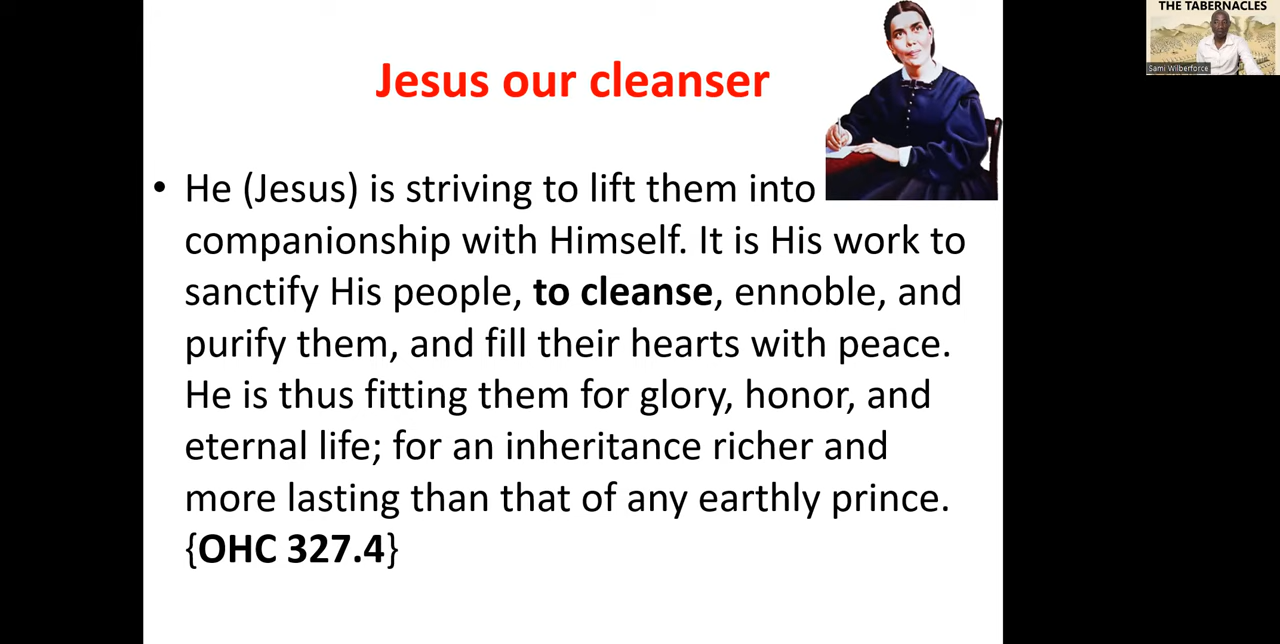 THE TABERNACLES
Sami Wilberforce
Jesus our cleanser
• He (Jesus) is striving to lift them into
companionship with Himself. It is His work to
sanctify His people, to cleanse, ennoble, and
purify them, and fill their hearts with peace.
He is thus fitting them for glory, honor, and
eternal life; for an inheritance richer and
more lasting than that of any earthly prince.
{OHC 327.4}